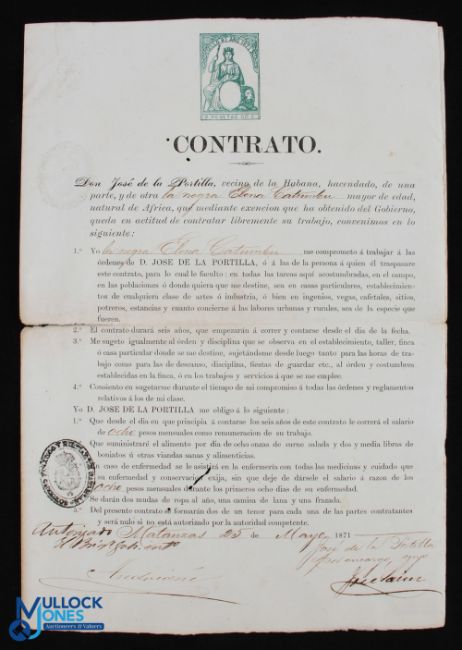 CONTRATO.
Don José de la Portilla, vecino de la Habana, hacendado, de una
parte, y de otra la negra Elena mayor de edad,
natural de Africa, que mediante exencion que ha obtenido del Gobierno,
queda en actitud de contratar libremente su trabajo, convenimos en lo
siguiente:
1.º Yo la negra Elena me comprometo á trabajar á las
órdenes de D. JOSE DE LA PORTILLA, ó á las de la persona á quien él traspasare
este contrato, para lo cual le faculto: en todas las tareas aquí acostumbradas, en el campo,
en las poblaciones ó donde quiera que me destine, sea en casas particulares, establecimien-
tos de cualquiera clase de artes ó industria, ó bien en ingenios, vegas, cafetales, sitios,
potreros, estancias y cuanto concierne á las labores urbanas y rurales, sea de la especie que
fueren.
2.º El contrato durará seis años, que empezarán á correr y contarse desde el dia de la fecha.
3.º Me sugeto igualmente al órden y disciplina que se observen en el establecimiento, taller, finca
ó casa particular donde se me destine, sujetándome desde luego tanto para las horas de tra-
bajo como para las de descanso, disciplina, fiestas de guardar etc., al órden y costumbres
establecidas en la finca, ó en los trabajos y servicios á que se me emplee.
4.º Consiento en sugetarme durante el tiempo de mi compromiso á todas las órdenes y reglamentos
relativos á los de mi clase.
Yo D. JOSE DE LA PORTILLA me obligo á lo siguiente:
1.º Que desde el dia en que principia á contarse los seis años de este contrato le correrá el salario
de ocho pesos mensuales como remuneracion de su trabajo.
Que suministraré el alimento por dia de ocho onzas de carne salada y dos y media libras de
boniatos ú otras viandas sanas y alimenticias.
En caso de enfermedad se le asistirá en la enfermería con todas las medicinas y cuidado que
su enfermedad y conservacion exija, sin que deje de dársele el salario á razon de los
ocho pesos mensuales durante los primeros ocho dias de su enfermedad.
Se darán dos mudas de ropa al año, una camisa de lana y una frazada.
5.º Del presente contrato se formarán dos de un tenor para cada una de las partes contratantes
y será nulo si no está autorizado por la autoridad competente.
Autorizado Matanzas 25 de Mayo 1871
José de la Portilla
MULLOCK
JONES
Auctioneers & Valuers